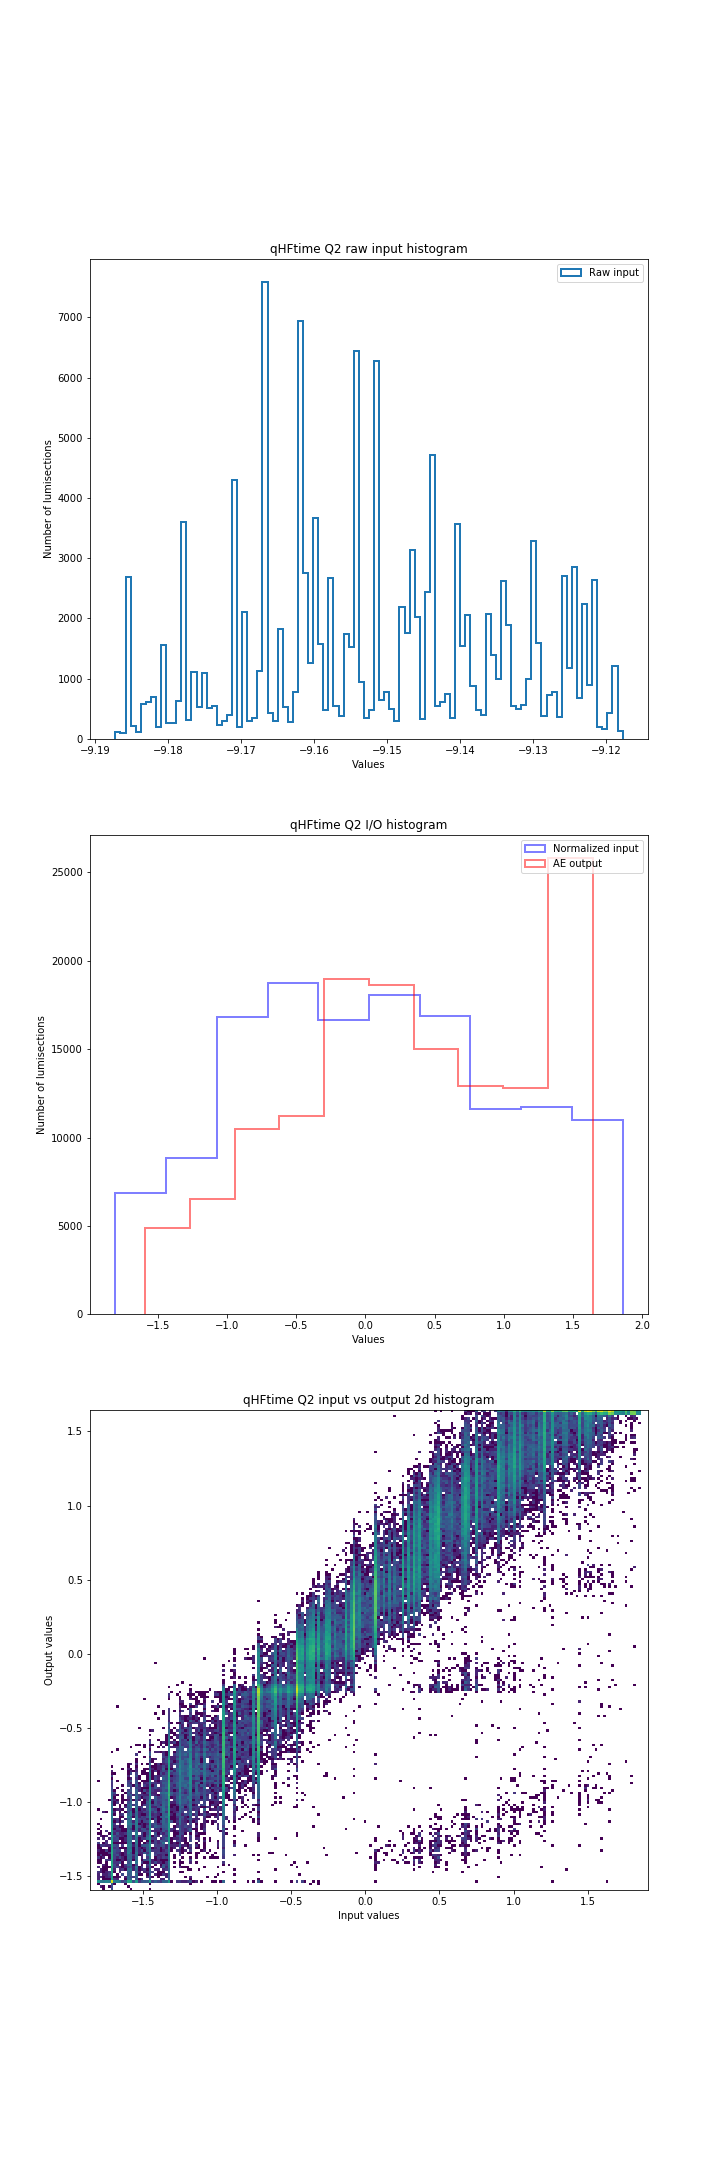 qHFtime Q2 raw input histogram
Raw input
7000
6000
5000
4000
3000
2000
1000
0
Number of lumisections
−9.19 −9.18 −9.17 −9.16 −9.15 −9.14 −9.13 −9.12
Values
qHFtime Q2 I/O histogram
Normalized input
AE output
25000
20000
15000
10000
5000
0
Number of lumisections
−1.5 −1.0 −0.5 0.0 0.5 1.0 1.5 2.0
Values
qHFtime Q2 input vs output 2d histogram
1.5
1.0
0.5
0.0
−0.5
−1.0
−1.5
Output values
−1.5 −1.0 −0.5 0.0 0.5 1.0 1.5
Input values